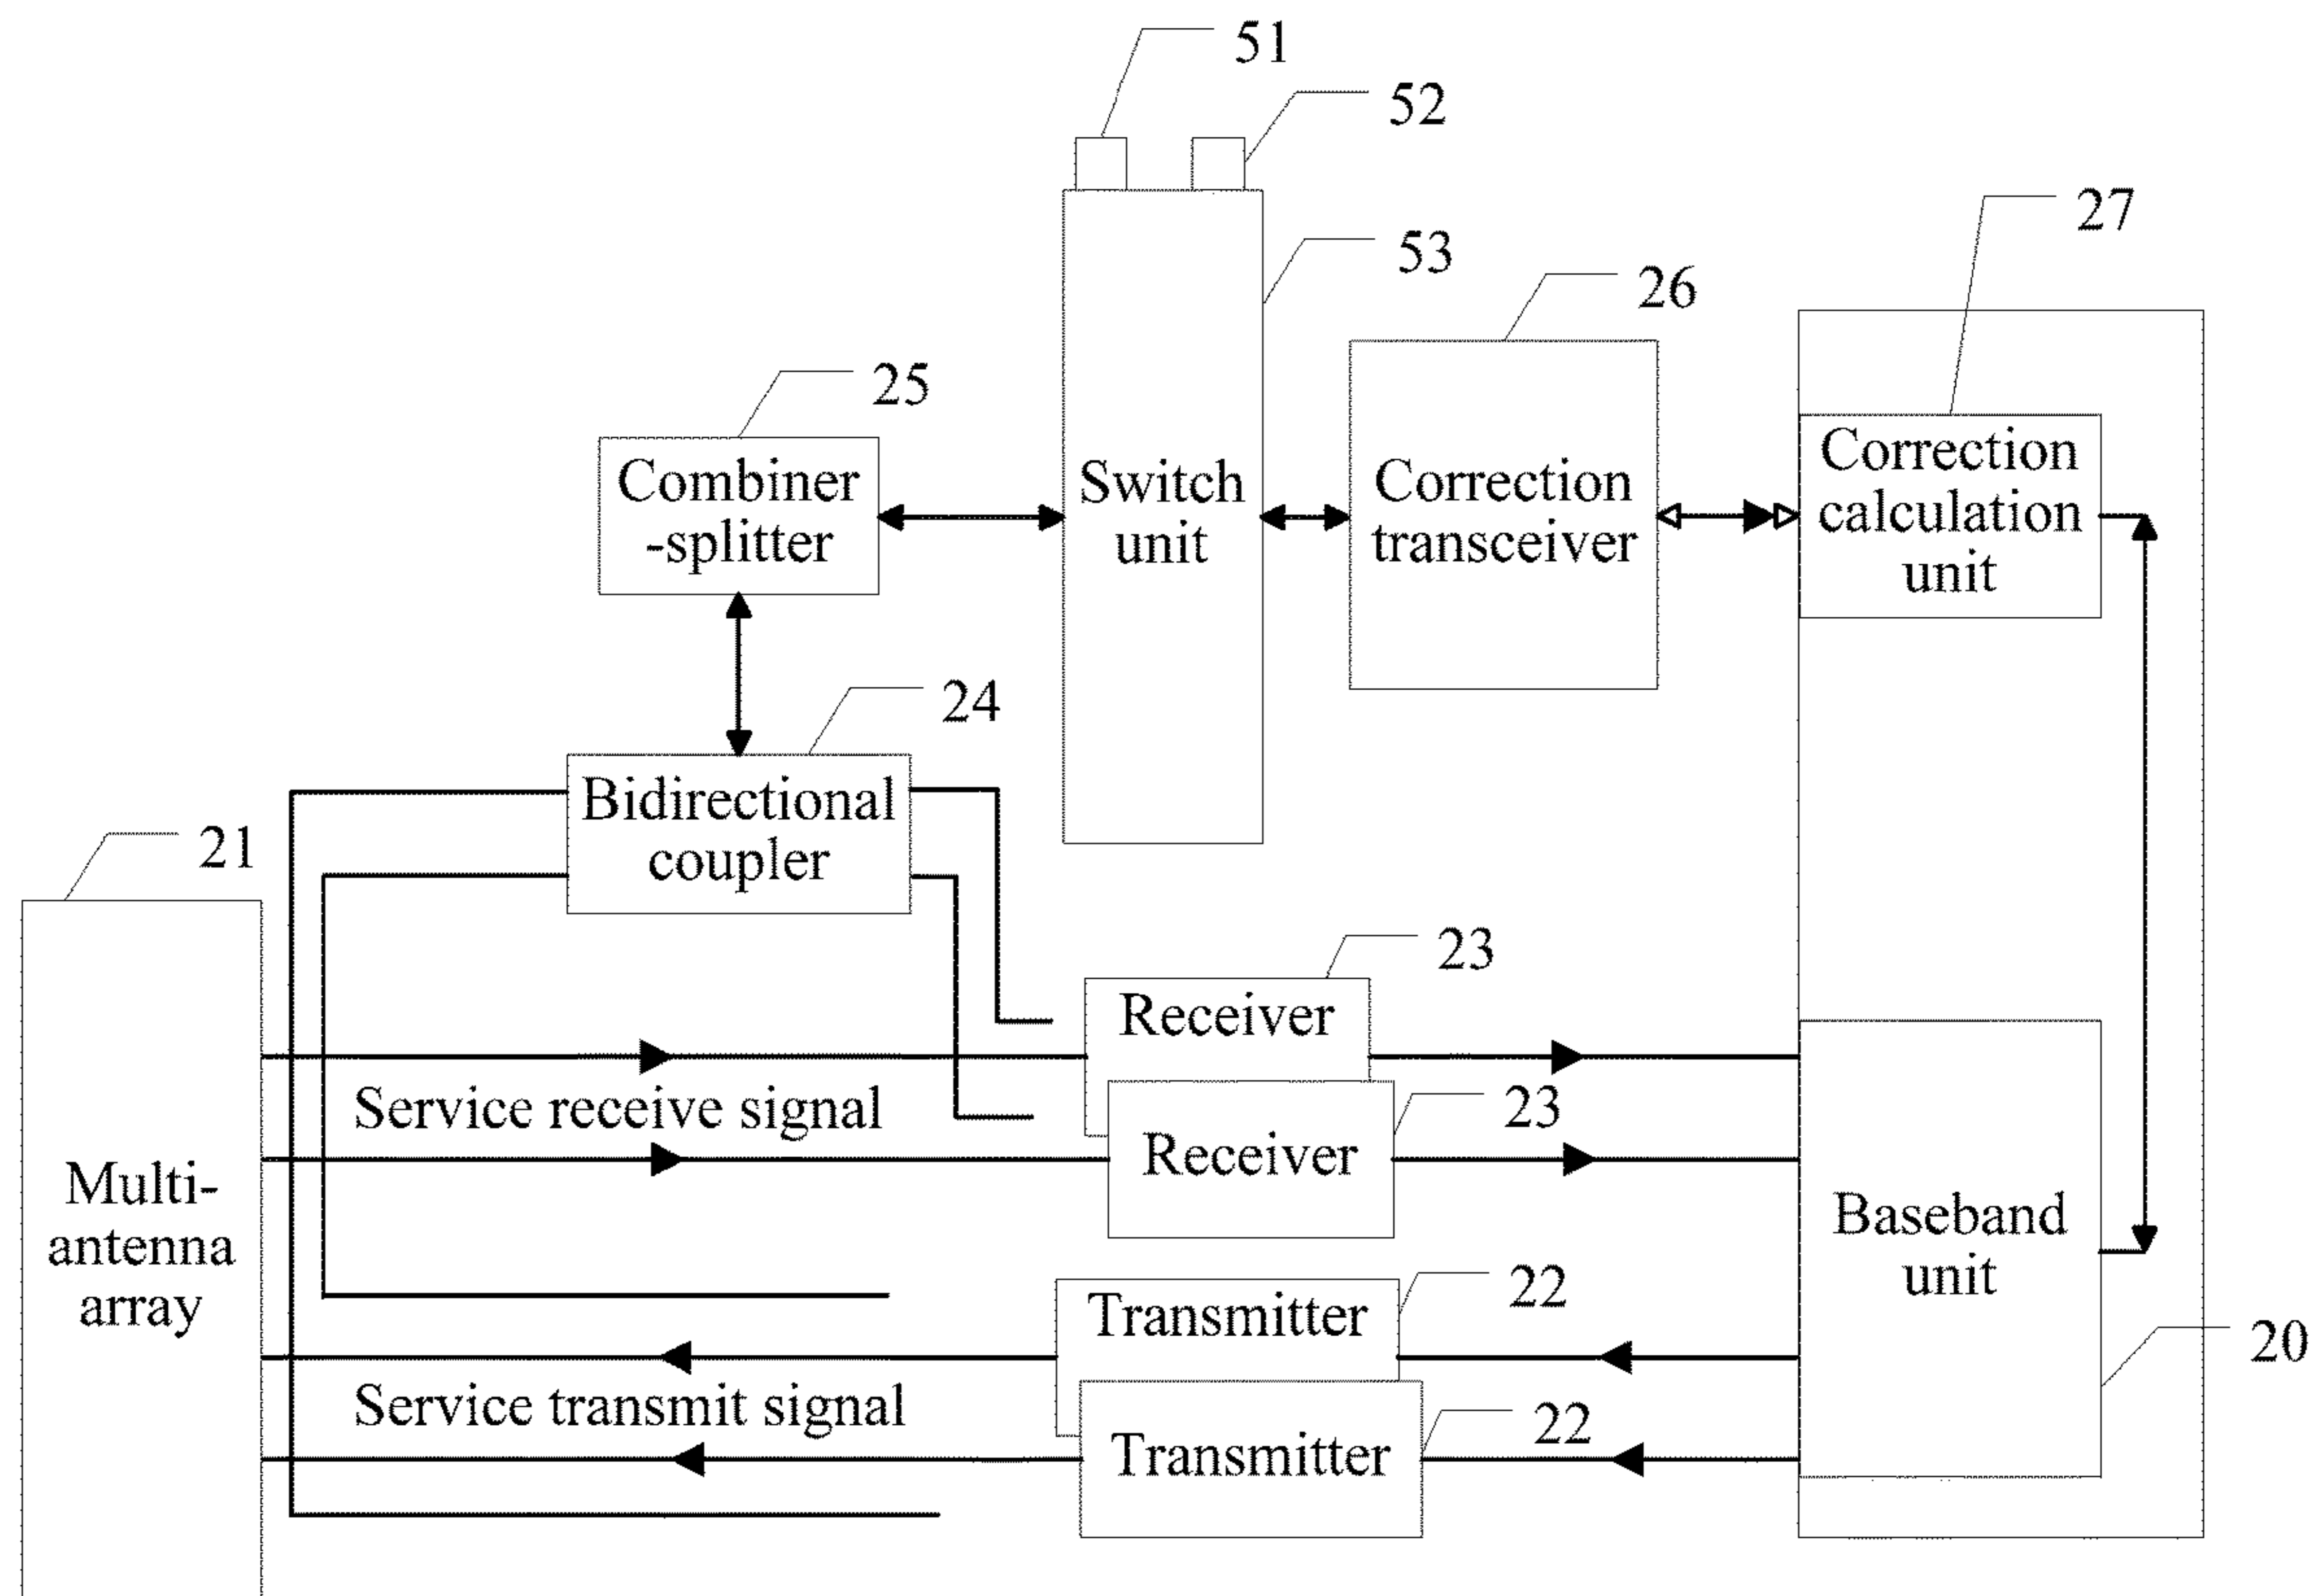 51
52
53
27
26
25
Combiner
-splitter
Switch
unit
Correction
transceiver
Correction
calculation
unit
24
Bidirectional
coupler
21
23
Receiver
Service receive signal
23
Receiver
Multi-
antenna
array
Baseband
unit
22
Transmitter
20
Service transmit signal
22
Transmitter